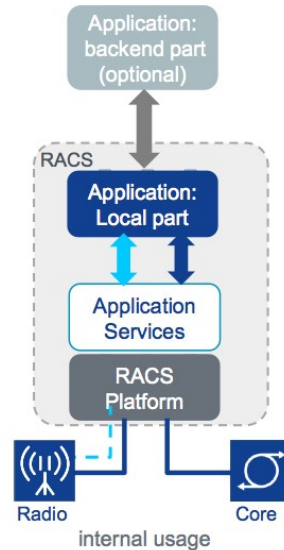 Application:
backend part
(optional)
RACS
Application:
Local part
Application
Services
RACS
Platform
Radio
Core
internal usage